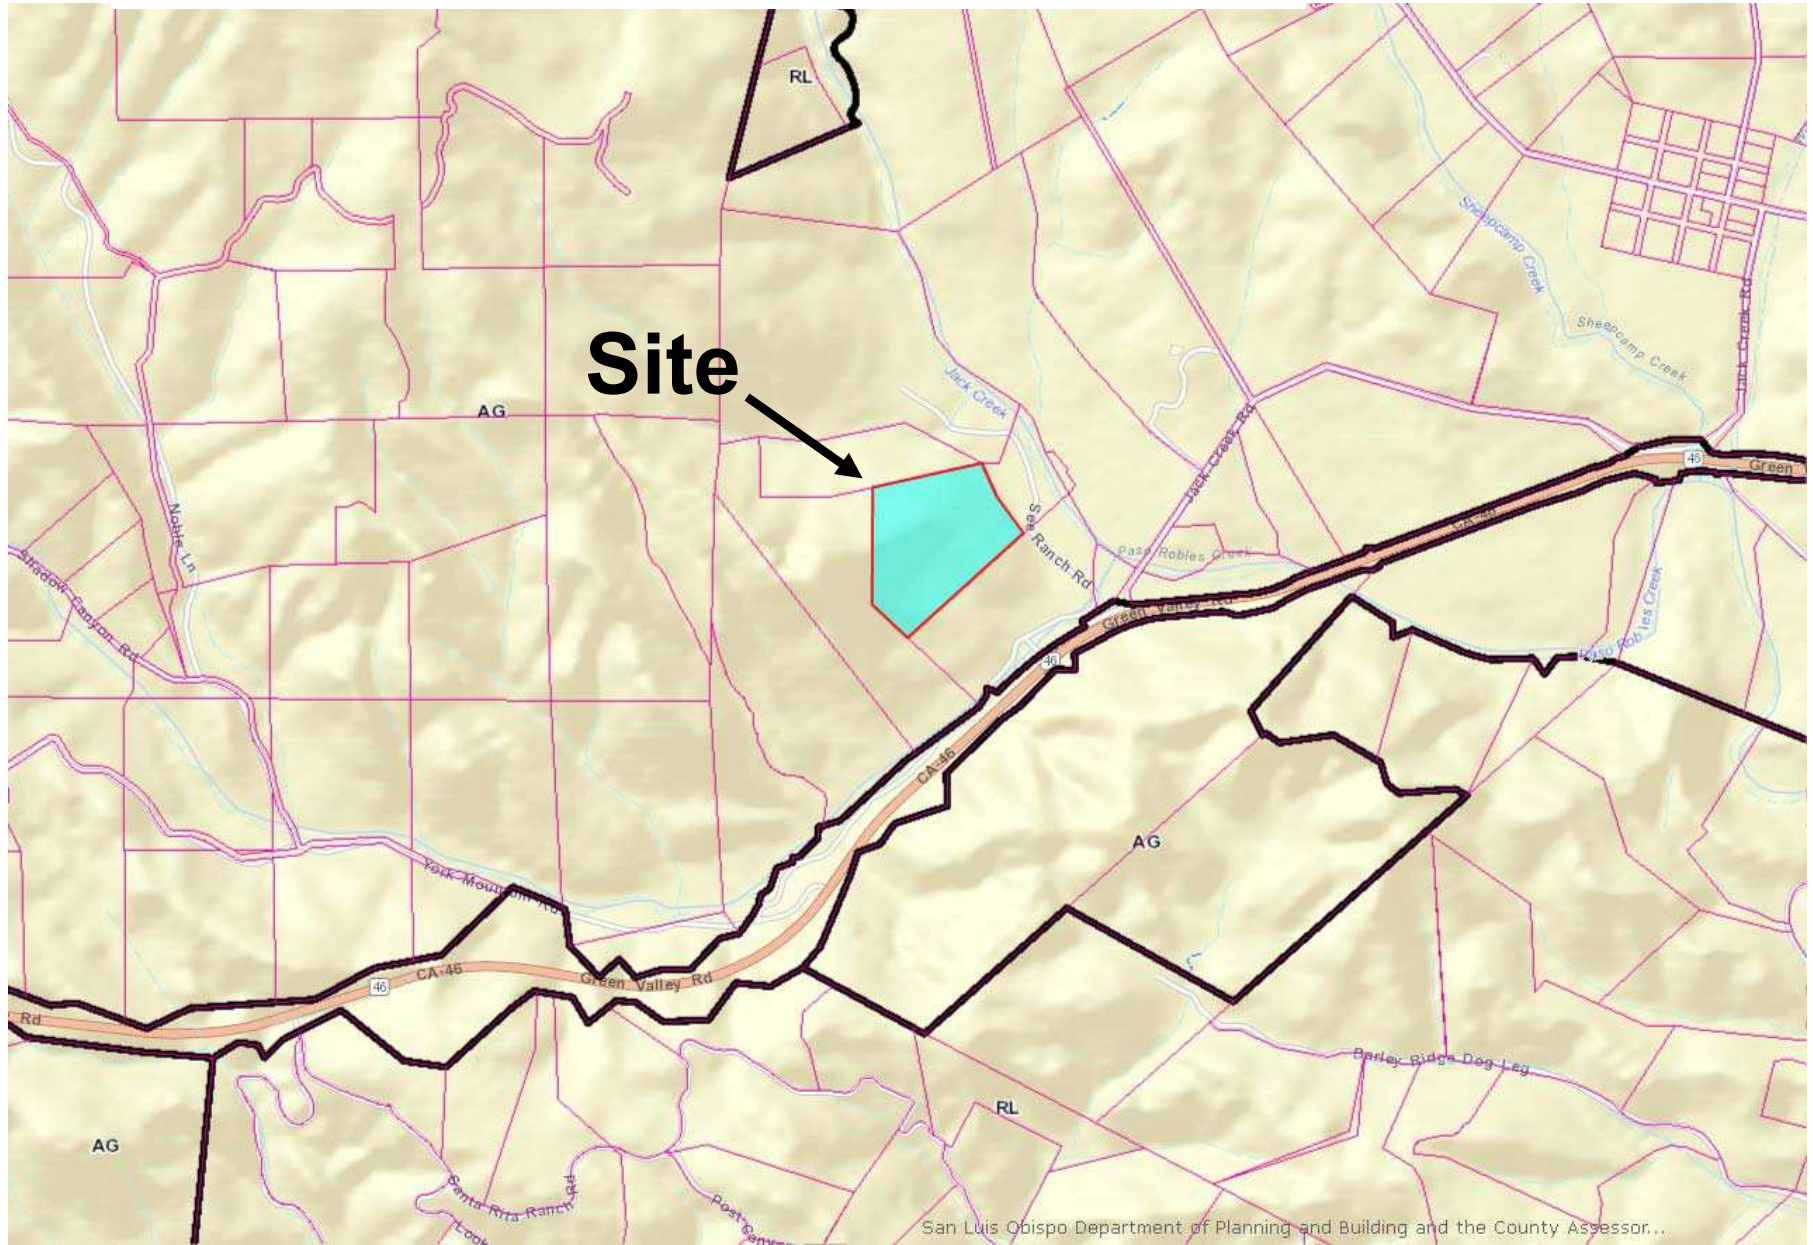 RL
Sheepcamp Creek
Jack Creek Rd
Sheepcamp Creek
Site
Jack Creek
AG
Jack Creek Rd
46
Green
CA-46
Noble Ln
See Ranch Rd
Paso Robles Creek
Shadow Canyon Rd
Green Valley Rd
Paso Robles Creek
46
CA-46
AG
York Mountain Rd
CA-46
Green Valley Rd
46
Rd
Barley Ridge Dog Leg
RL
AG
Santa Rita Ranch Rd
Post Canyon
Look
San Luis Obispo Department of Planning and Building and the County Assessor...